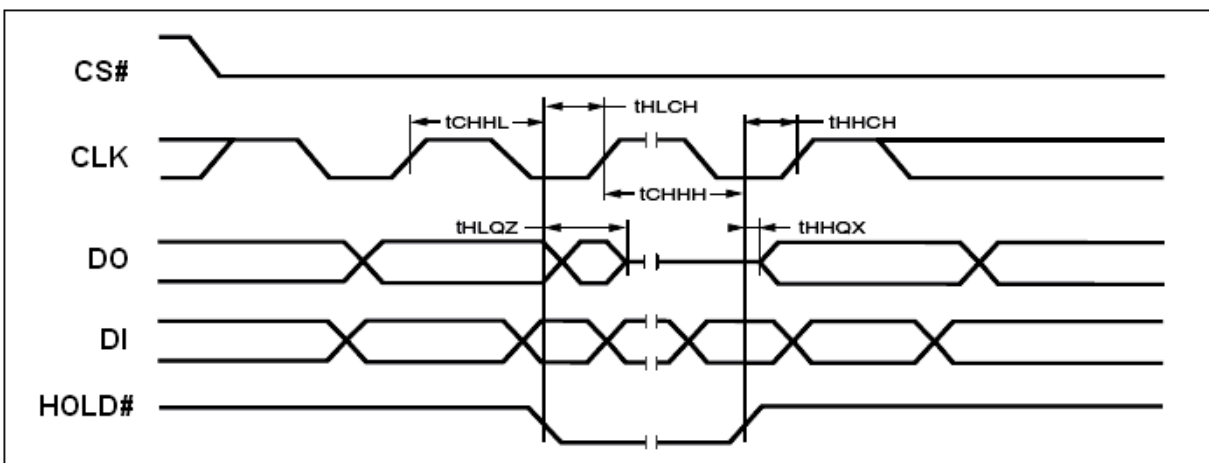 CS#
tHLCH
tCHHL
tHHCH
CLK
tCHHH
tHLQZ
tHHQX
DO
DI
HOLD#